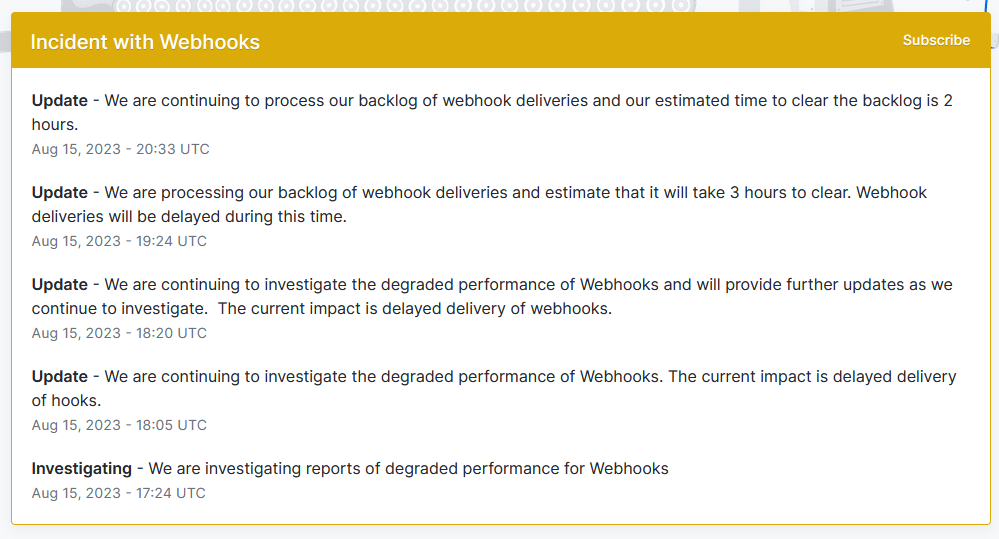 Incident with Webhooks
Subscribe
Update - We are continuing to process our backlog of webhook deliveries and our estimated time to clear the backlog is 2
hours.
Aug 15, 2023 - 20:33 UTC
Update - We are processing our backlog of webhook deliveries and estimate that it will take 3 hours to clear. Webhook
deliveries will be delayed during this time.
Aug 15, 2023 - 19:24 UTC
Update - We are continuing to investigate the degraded performance of Webhooks and will provide further updates as we
continue to investigate.  The current impact is delayed delivery of webhooks.
Aug 15, 2023 - 18:20 UTC
Update - We are continuing to investigate the degraded performance of Webhooks. The current impact is delayed delivery
of hooks.
Aug 15, 2023 - 18:05 UTC
Investigating - We are investigating reports of degraded performance for Webhooks
Aug 15, 2023 - 17:24 UTC